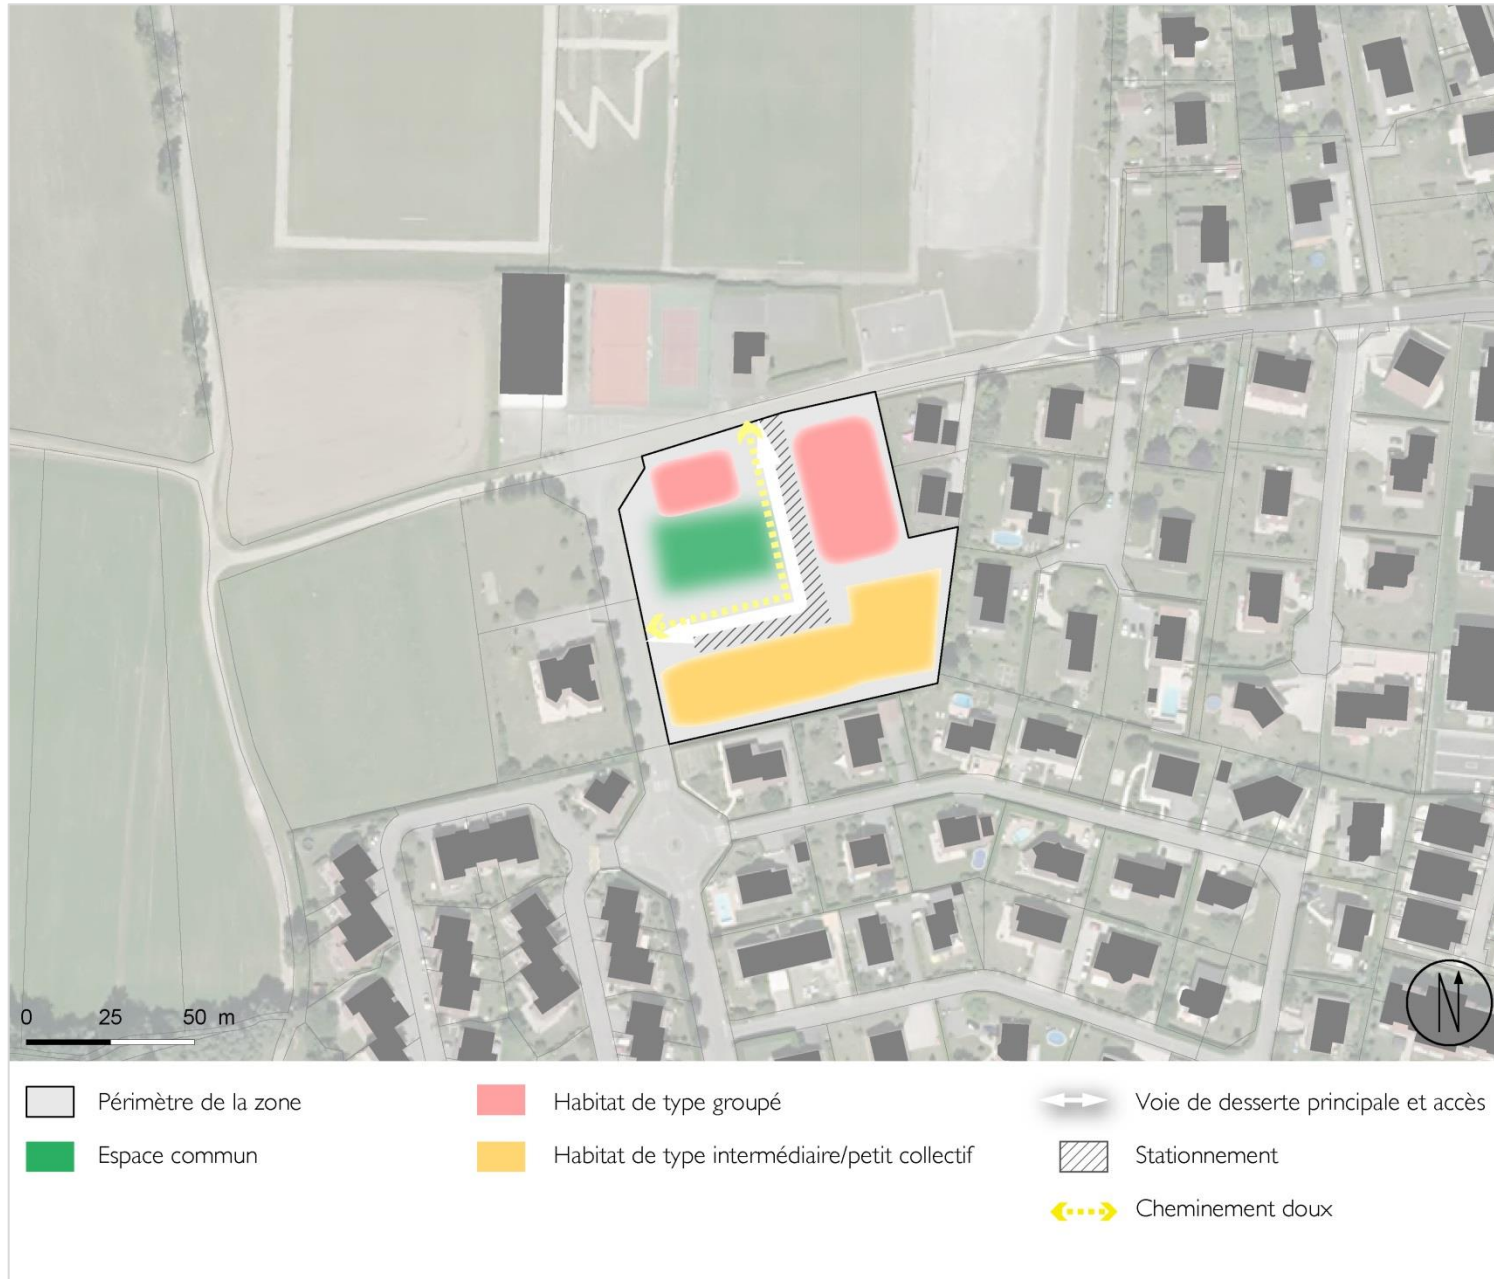 0 25 50 m
N
Périmètre de la zone
Habitat de type groupé
Voie de desserte principale et accès
Espace commun
Habitat de type intermédiaire/petit collectif
Stationnement
Cheminement doux